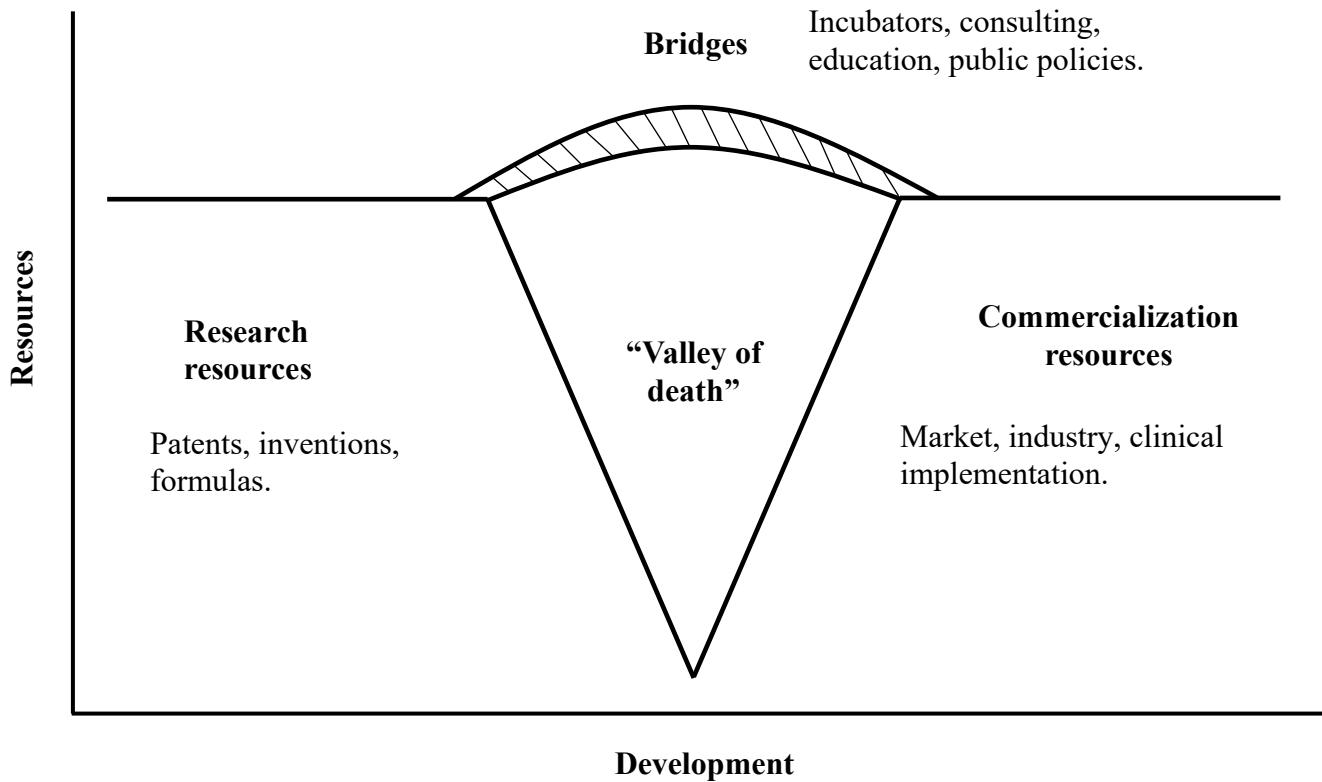 Bridges
Incubators, consulting,
education, public policies.
Resources
Research
resources
Patents, inventions,
formulas.
“Valley of
death”
Commercialization
resources
Market, industry, clinical
implementation.
Development